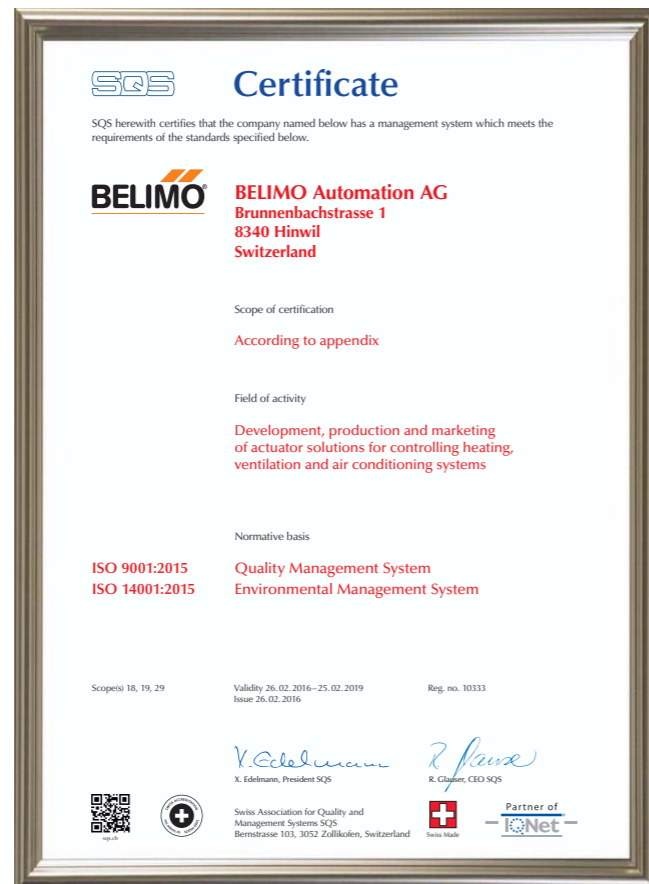 SQS
Certificate
SQS herewith certifies that the company named below has a management system which meets the
requirements of the standards specified below.
BELIMO®
BELIMO Automation AG
Brunnenbachstrasse 1
8340 Hinwil
Switzerland
Scope of certification
According to appendix
Field of activity
Development, production and marketing
of actuator solutions for controlling heating,
ventilation and air conditioning systems
Normative basis
ISO 9001:2015 Quality Management System
ISO 14001:2015 Environmental Management System
Scope(s) 18, 19, 29
Validity 26.02.2016–25.02.2019
Issue 26.02.2016
Reg. no. 10333
X. Edelmann
X. Edelmann, President SQS
R. Glauser, CEO SQS
sqs.ch
Swiss Association for Quality and
Management Systems SQS
Bernstrasse 103, 3052 Zollikofen, Switzerland
Swiss Made
Partner of
IQNet